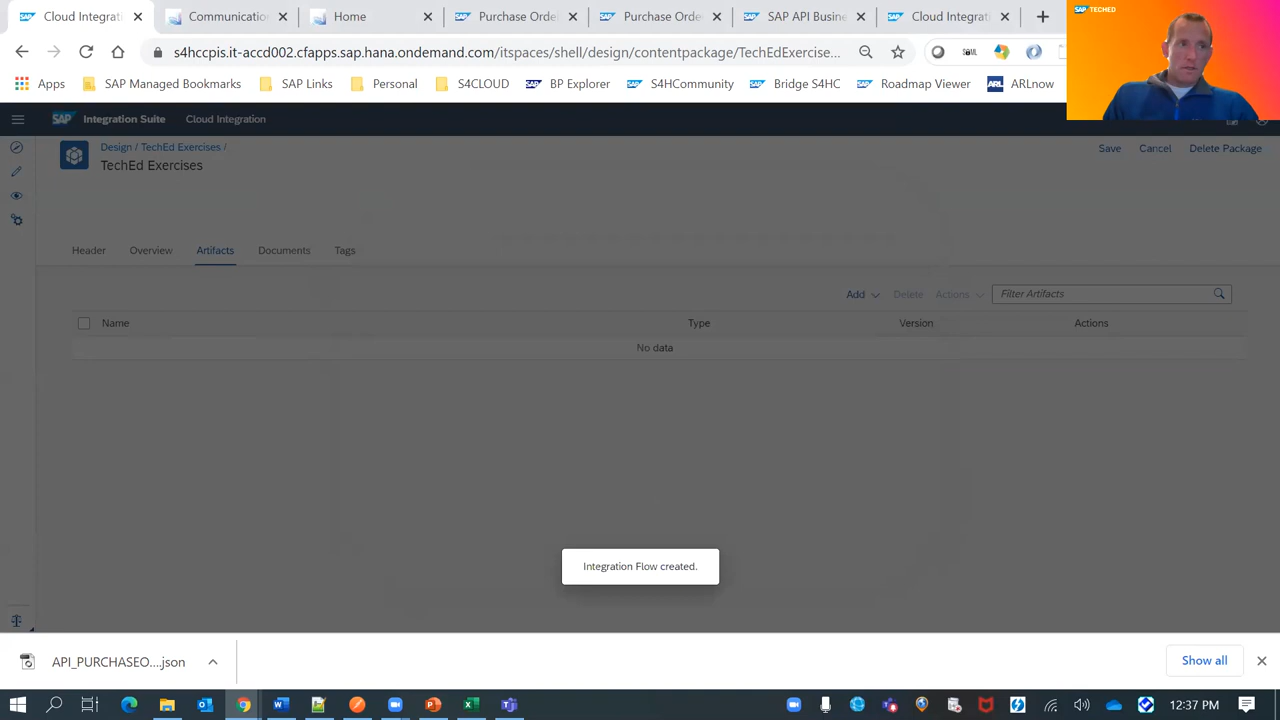 Cloud Integrati
Communication
Home
Purchase Orde
Purchase Orde
SAP API Busine
Cloud Integrati
SAP TECHED
s4hccpis.it-accd002.cfapps.sap.hana.ondemand.com/itspaces/shell/design/contentpackage/TechEdExercise...
SAML
Apps
SAP Managed Bookmarks
SAP Links
Personal
S4CLOUD
BP Explorer
S4HCommunity
Bridge S4HC
Roadmap Viewer
ARL ARLnow
SAP Integration Suite Cloud Integration
Design / TechEd Exercises /
TechEd Exercises
Save Cancel Delete Package
Header Overview Artifacts Documents Tags
Add Delete Actions Filter Artifacts
Name Type Version Actions
No data
Integration Flow created.
API_PURCHASEO....json
Show all
12:37 PM